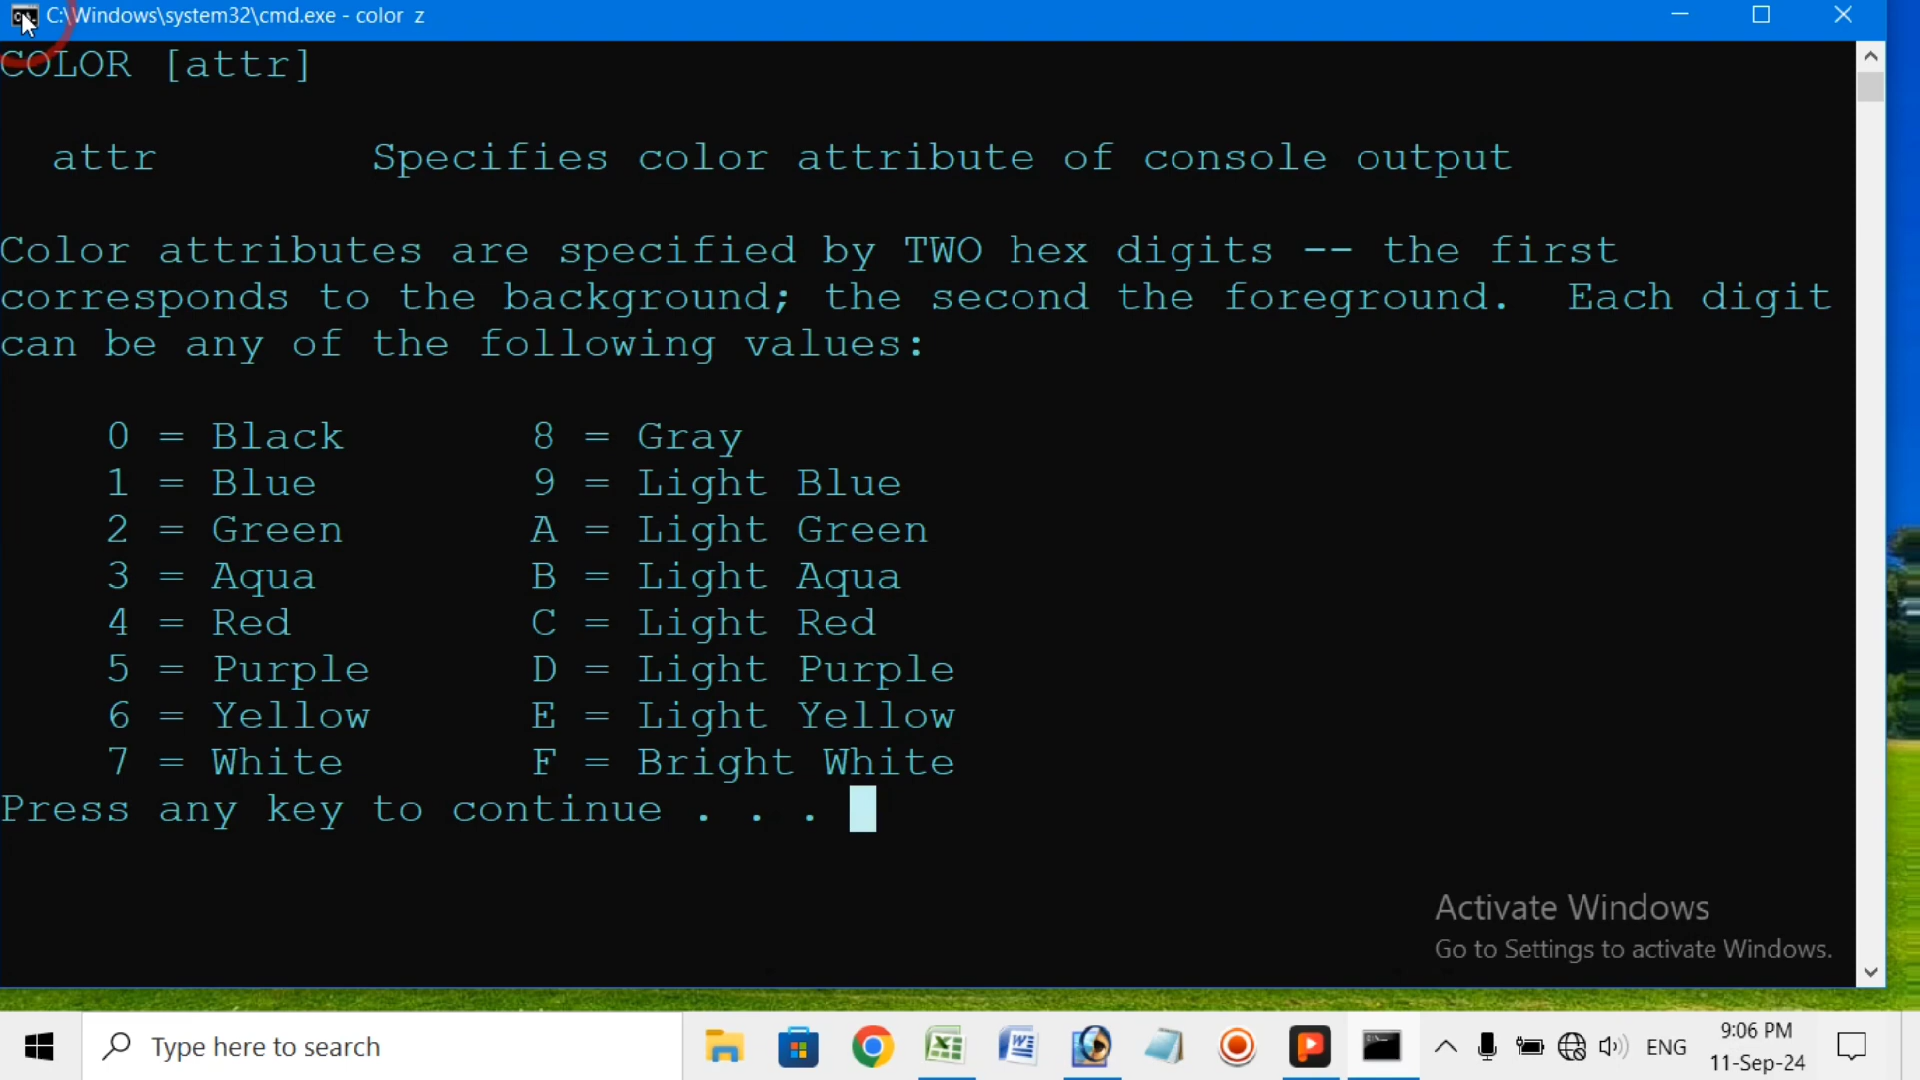 C:\Windows\system32\cmd.exe - color  z
COLOR [attr]
attr        Specifies color attribute of console output
Color attributes are specified by TWO hex digits -- the first
corresponds to the background; the second the foreground.  Each digit
can be any of the following values:
0 = Black       8 = Gray
1 = Blue        9 = Light Blue
2 = Green       A = Light Green
3 = Aqua        B = Light Aqua
4 = Red         C = Light Red
5 = Purple      D = Light Purple
6 = Yellow      E = Light Yellow
7 = White       F = Bright White
Press any key to continue . . .
Activate Windows
Go to Settings to activate Windows.
Type here to search
ENG
9:06 PM
11-Sep-24